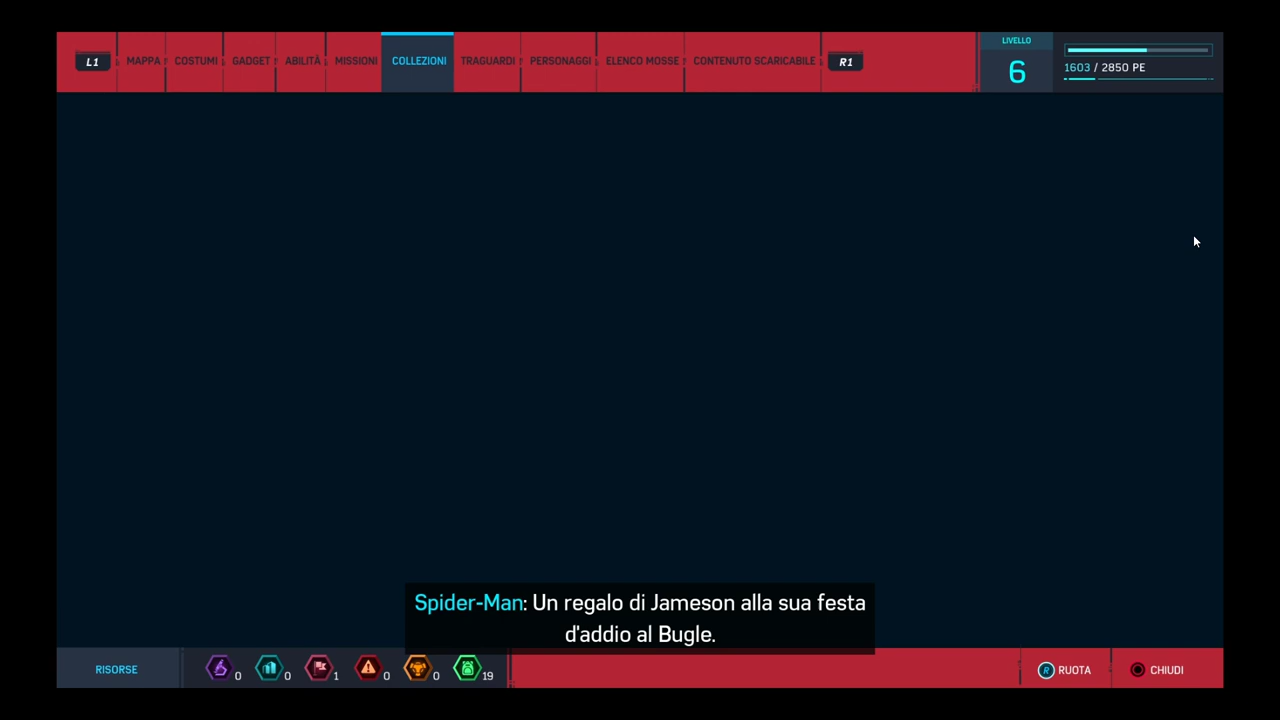 L1 MAPPA COSTUMI GADGET ABILITÀ MISSIONI COLLEZIONI TRAGUARDI PERSONAGGI ELENCO MOSSE CONTENUTO SCARICABILE R1
LIVELLO
6
1603 / 2850 PE
Spider-Man: Un regalo di Jameson alla sua festa
d'addio al Bugle.
RISORSE 0 0 1 0 0 19 R RUOTA CHIUDI